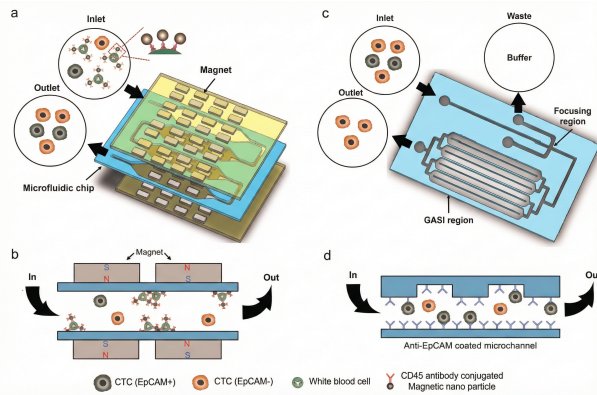 a
Inlet
Magnet
Outlet
Microfluidic chip
c
Inlet
Waste
Buffer
Outlet
Focusing
region
GASI region
b
Magnet
In
S
S
N
N
Out
N
N
S
S
d
In
Out
Anti-EpCAM coated microchannel
CTC (EpCAM+)
CTC (EpCAM-)
White blood cell
CD45 antibody conjugated
Magnetic nano particle